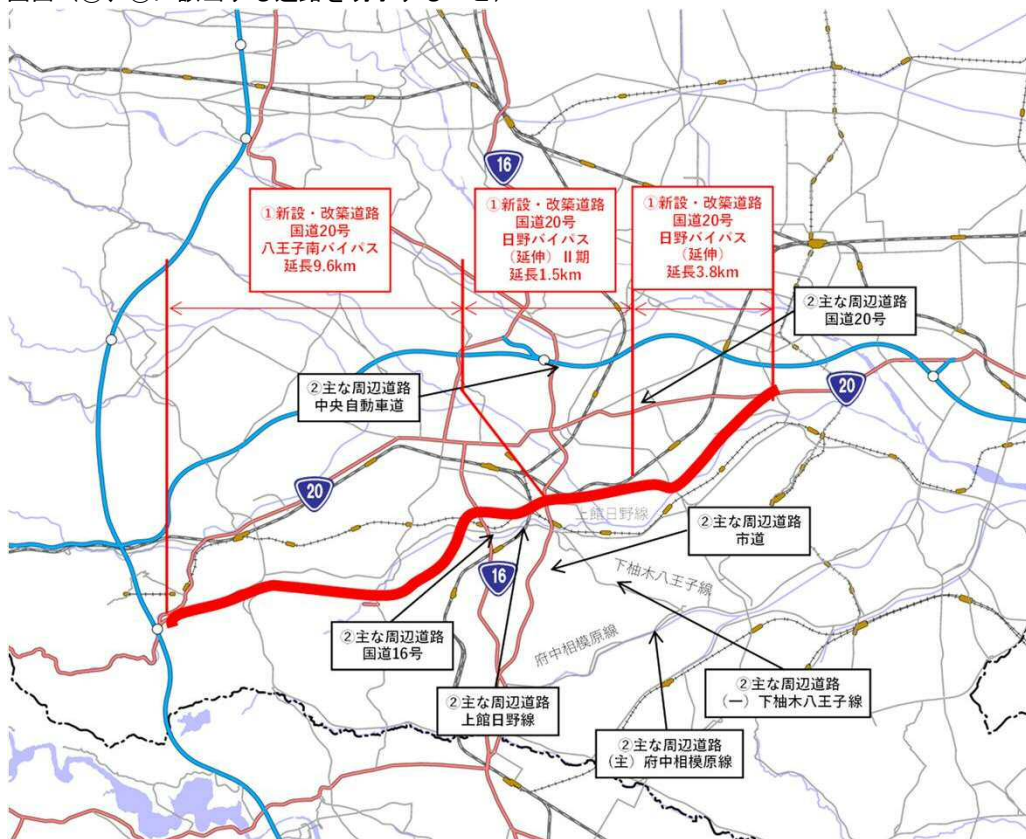 16
①新設・改築道路
国道20号
八王子南バイパス
延長9.6km
①新設・改築道路
国道20号
日野バイパス
(延伸)Ⅱ期
延長1.5km
①新設・改築道路
国道20号
日野バイパス
(延伸)
延長3.8km
②主な周辺道路
国道20号
②主な周辺道路
中央自動車道
20
20
上館日野線
②主な周辺道路
市道
16
下柚木八王子線
②主な周辺道路
国道16号
府中相模原線
②主な周辺道路
上館日野線
②主な周辺道路
(一)下柚木八王子線
②主な周辺道路
(主)府中相模原線